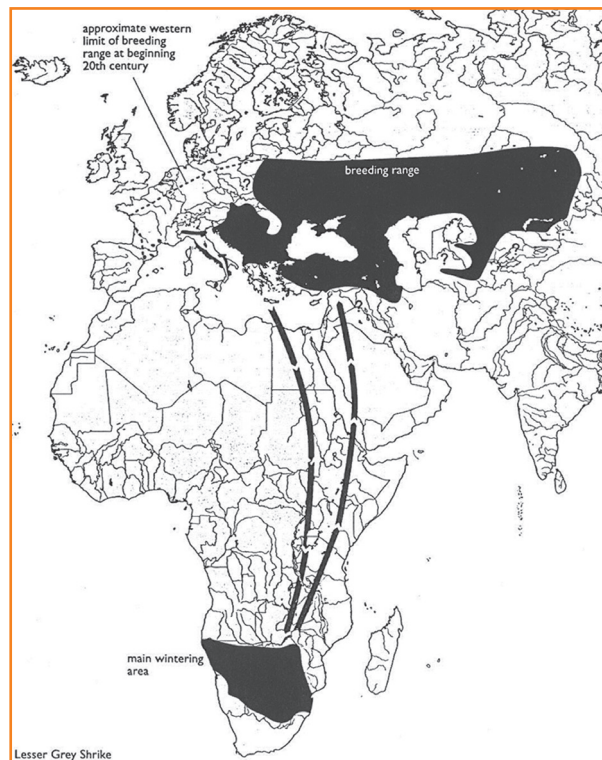 approximate western
limit of breeding
range at beginning
20th century
breeding range
main wintering
area
Lesser Grey Shrike